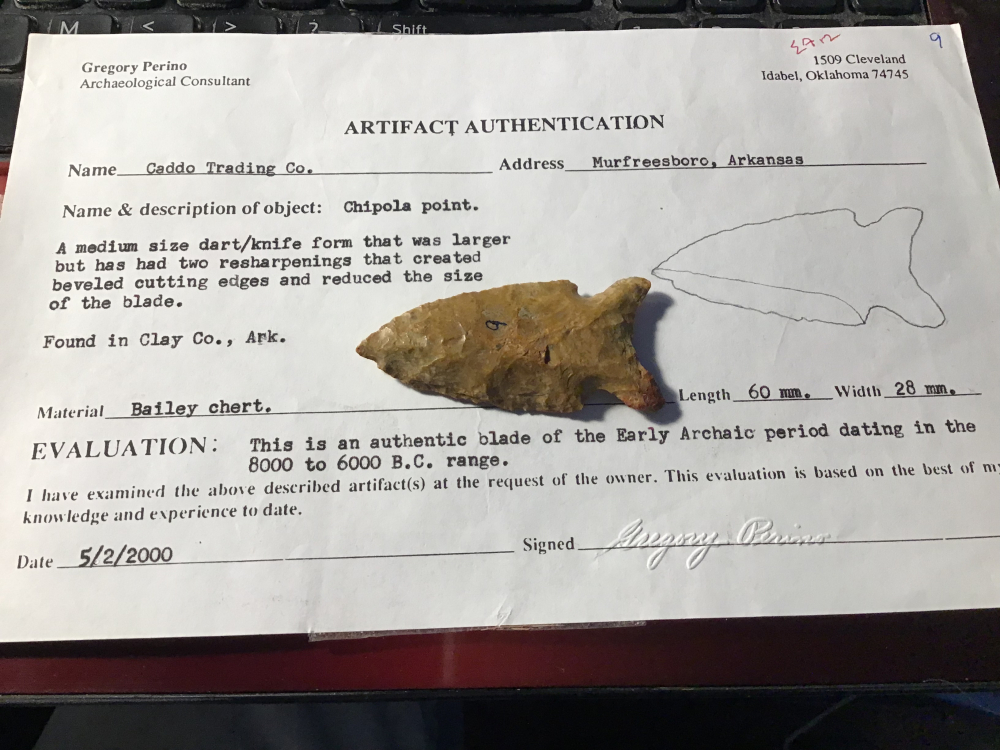 M < > ? Shift
9
Gregory Perino
Archaeological Consultant
1509 Cleveland
Idabel, Oklahoma 74745
ARTIFACT AUTHENTICATION
Name Caddo Trading Co. Address Murfreesboro, Arkansas
Name & description of object: Chipola point.
A medium size dart/knife form that was larger
but has had two resharpenings that created
beveled cutting edges and reduced the size
of the blade.
9
Found in Clay Co., Ark.
Material Bailey chert. Length 60 mm. Width 28 mm.
EVALUATION: This is an authentic blade of the Early Archaic period dating in the
8000 to 6000 B.C. range.
I have examined the above described artifact(s) at the request of the owner. This evaluation is based on the best of my
knowledge and experience to date.
Date 5/2/2000 Signed Gregory Perino